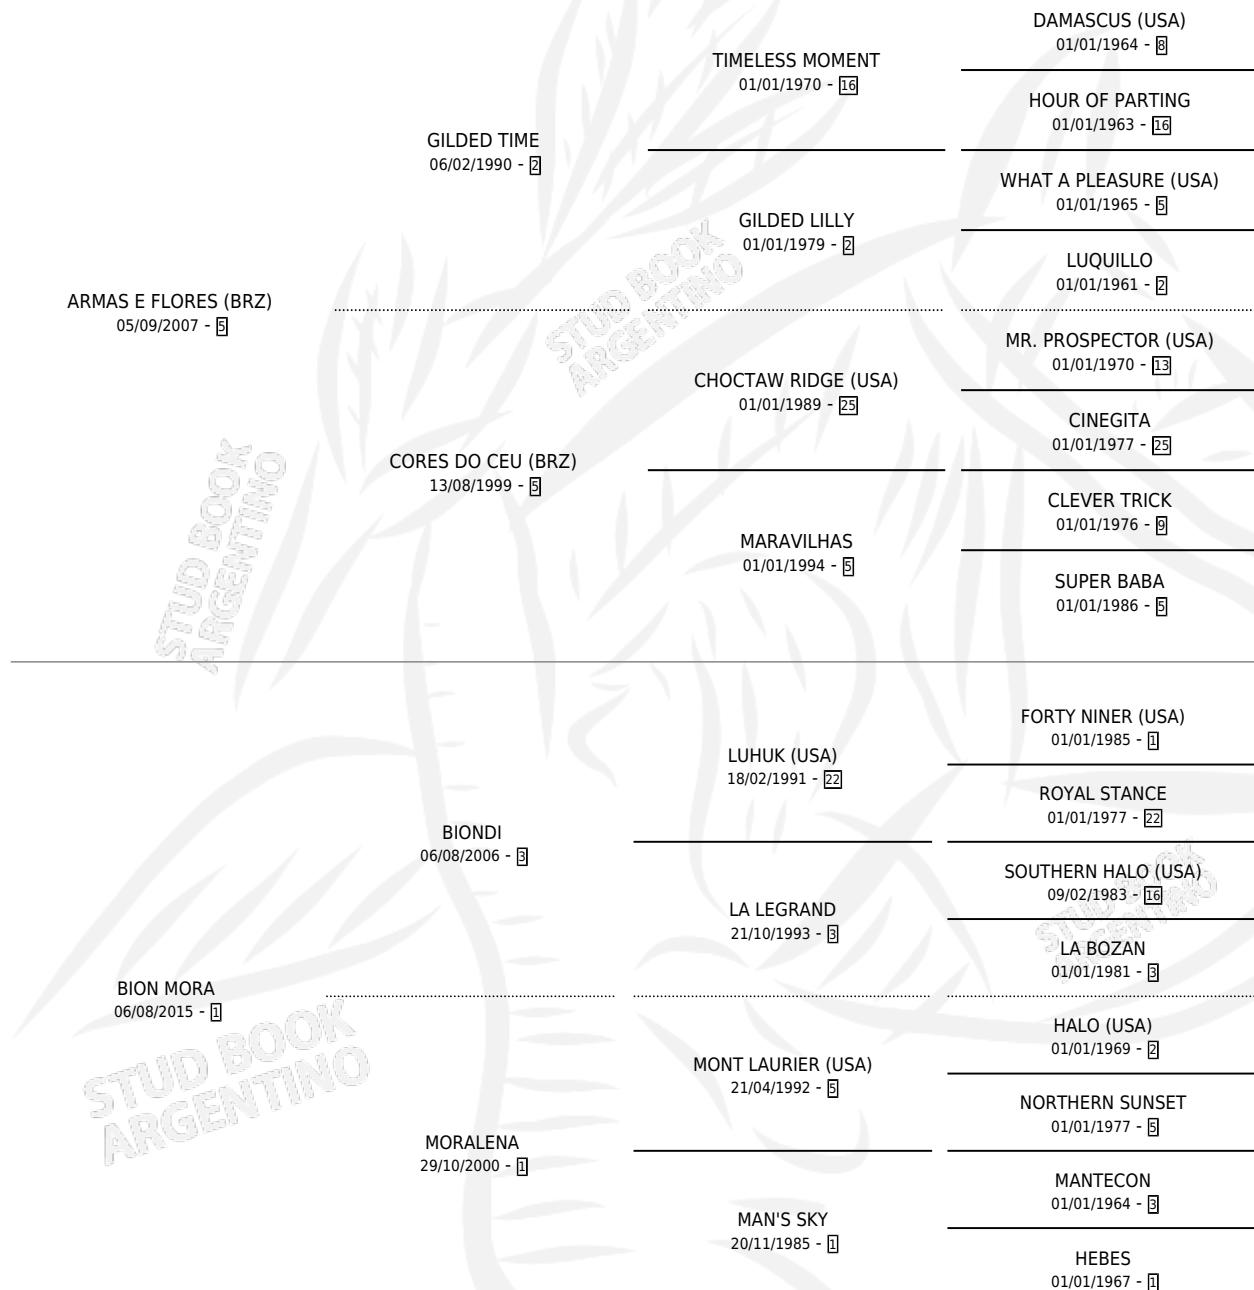 DAMASCUS (USA)
01/01/1964 - 8
TIMELESS MOMENT
01/01/1970 - 16
HOUR OF PARTING
01/01/1963 - 16
GILDED TIME
06/02/1990 - 2
WHAT A PLEASURE (USA)
01/01/1965 - 5
GILDED LILLY
01/01/1979 - 2
LUQUILLO
01/01/1961 - 2
ARMAS E FLORES (BRZ)
05/09/2007 - 5
MR. PROSPECTOR (USA)
01/01/1970 - 13
CHOCTAW RIDGE (USA)
01/01/1989 - 25
CINEGITA
01/01/1977 - 25
CORES DO CEU (BRZ)
13/08/1999 - 5
CLEVER TRICK
01/01/1976 - 9
MARAVILHAS
01/01/1994 - 5
SUPER BABA
01/01/1986 - 5
FORTY NINER (USA)
01/01/1985 - 1
LUHUK (USA)
18/02/1991 - 22
ROYAL STANCE
01/01/1977 - 22
BIONDI
06/08/2006 - 3
SOUTHERN HALO (USA)
09/02/1983 - 16
LA LEGRAND
21/10/1993 - 3
LA BOZAN
01/01/1981 - 3
BION MORA
06/08/2015 - 1
HALO (USA)
01/01/1969 - 2
MONT LAURIER (USA)
21/04/1992 - 5
NORTHERN SUNSET
01/01/1977 - 5
MORALENA
29/10/2000 - 1
MANTECON
01/01/1964 - 3
MAN'S SKY
20/11/1985 - 1
HEBES
01/01/1967 - 1
STUD BOOK
ARGENTINO
STUD BOOK
ARGENTINO
STUD BOOK
ARGENTINO
STUD BOOK
ARGENTINO